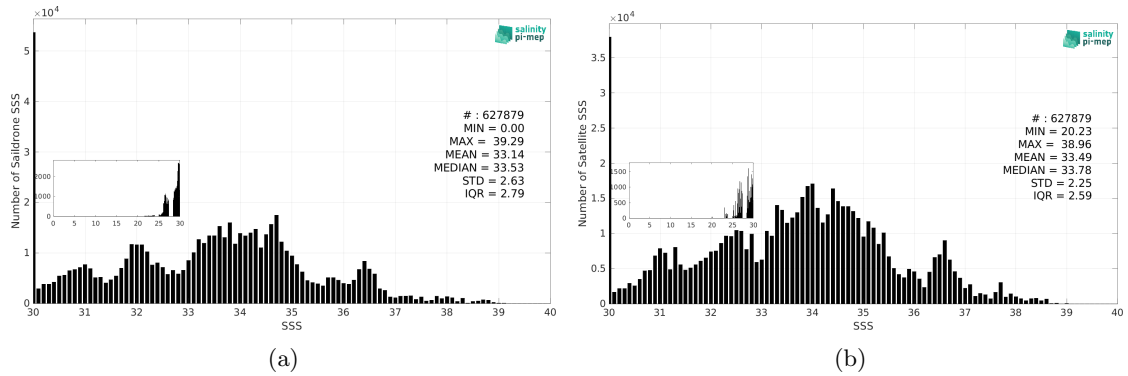 ×10⁴
5
4
3
2
1
0
30
31
32
33
34
35
36
37
38
39
40
SSS
Number of Saildrone SSS
salinity
pi-mep
# : 627879
MIN = 0.00
MAX = 39.29
MEAN = 33.14
MEDIAN = 33.53
STD = 2.63
IQR = 2.79
2000
1000
0
0
5
10
15
20
25
30
(a)
×10⁴
3.5
3
2.5
2
1.5
1
0.5
0
30
31
32
33
34
35
36
37
38
39
40
SSS
Number of Satellite SSS
salinity
pi-mep
# : 627879
MIN = 20.23
MAX = 38.96
MEAN = 33.49
MEDIAN = 33.78
STD = 2.25
IQR = 2.59
1500
1000
500
0
0
5
10
15
20
25
30
(b)